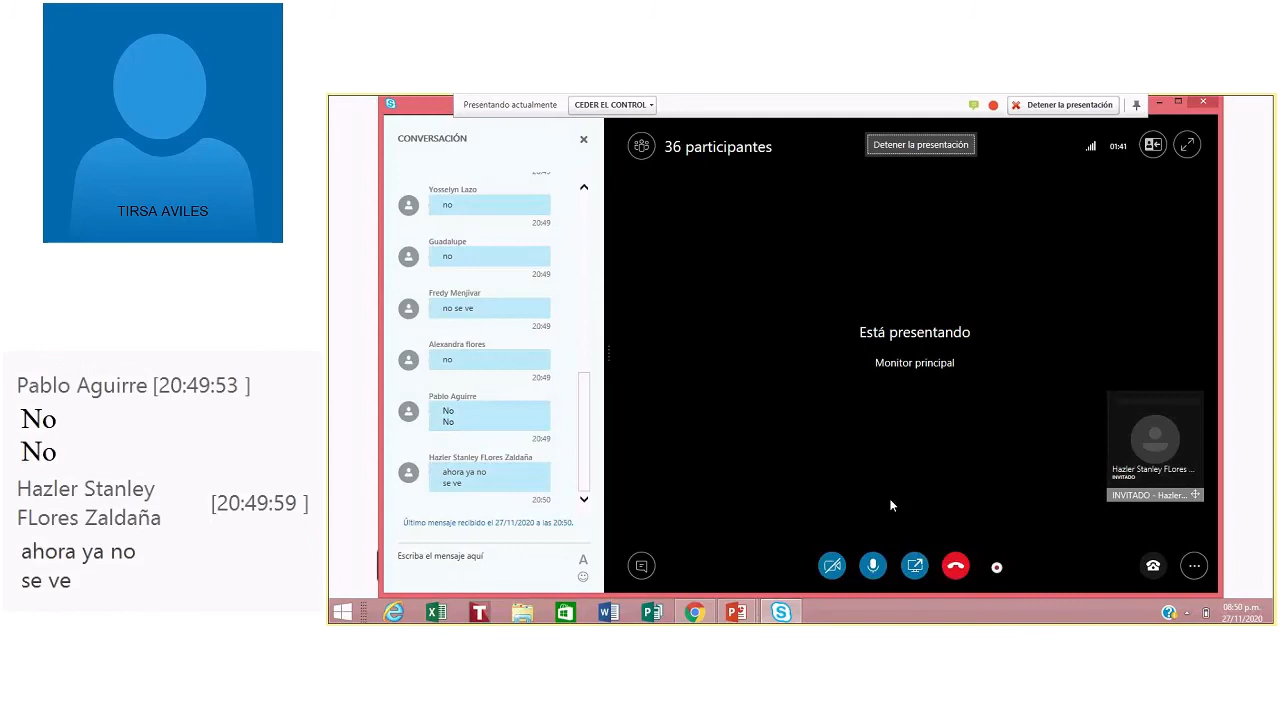 TIRSA AVILES
Pablo Aguirre [20:49:53 ]
No
No
Hazler Stanley
FLores Zaldaña
[20:49:59 ]
ahora ya no
se ve
Presentando actualmente
CEDER EL CONTROL
Detener la presentación
CONVERSACIÓN
Yosselyn Lazo
no
20:49
Guadalupe
no
20:49
Fredy Menjívar
no se ve
20:49
Alexandra flores
no
20:49
Pablo Aguirre
No
No
20:49
Hazler Stanley FLores Zaldaña
ahora ya no
se ve
20:50
Último mensaje recibido el 27/11/2020 a las 20:50.
Escriba el mensaje aquí
A
36 participantes
Detener la presentación
01:41
Está presentando
Monitor principal
Hazler Stanley FLores ...
INVITADO
INVITADO - Hazler...
08:50 p.m.
27/11/2020